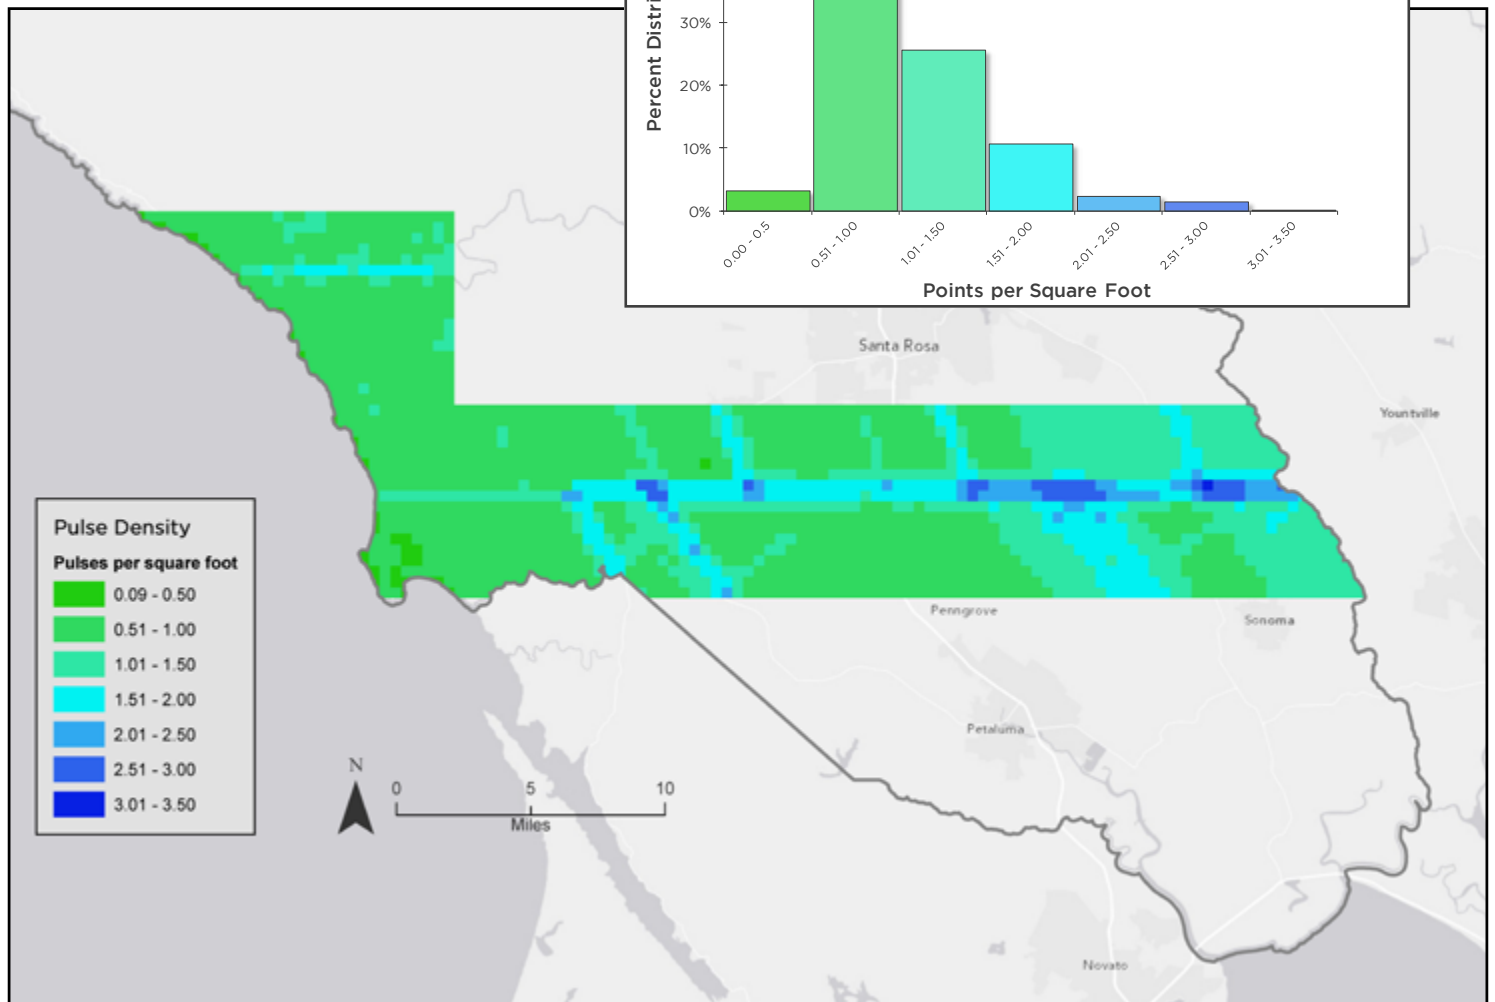 30%
20%
10%
0%
Percent Distri
0.00 - 0.5
0.51 - 1.00
1.01 - 1.50
1.51 - 2.00
2.01 - 2.50
2.51 - 3.00
3.01 - 3.50
Points per Square Foot
Santa Rosa
Yountville
Pulse Density
Pulses per square foot
0.09 - 0.50
0.51 - 1.00
1.01 - 1.50
1.51 - 2.00
2.01 - 2.50
2.51 - 3.00
3.01 - 3.50
Penngrove
Sonoma
Petaluma
N
0 5 10
Miles
Novato